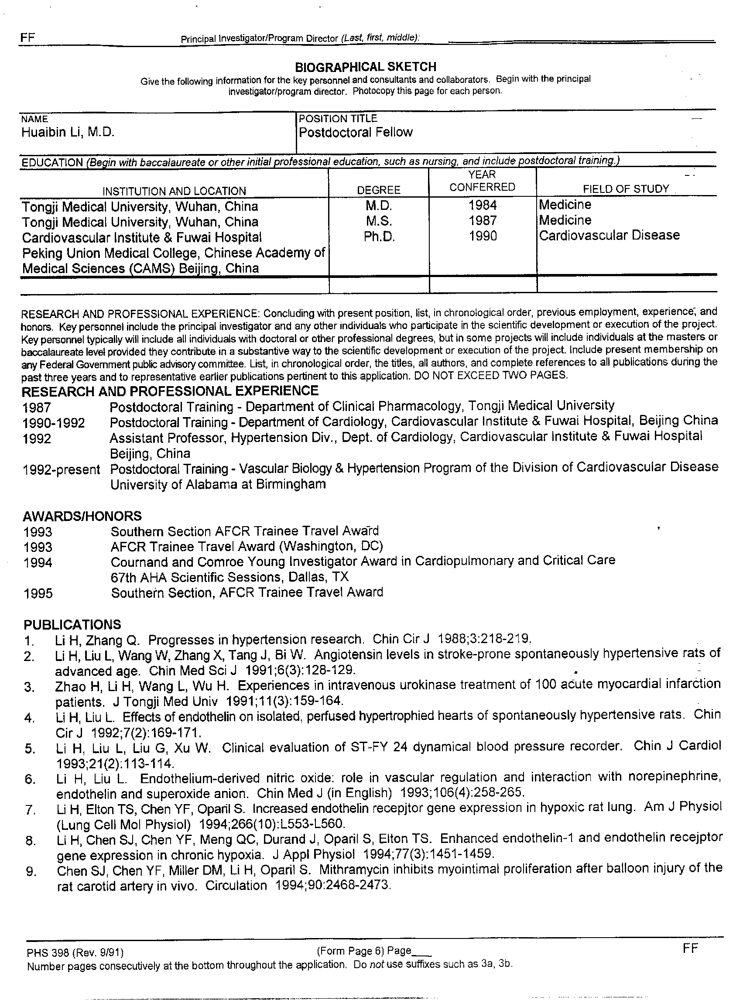 FF
Principal Investigator/Program Director (Last, first, middle):
BIOGRAPHICAL SKETCH
Give the following information for the key personnel and consultants and collaborators. Begin with the principal
investigator/program director. Photocopy this page for each person.
NAME
Huaibin Li, M.D.
POSITION TITLE
Postdoctoral Fellow
EDUCATION (Begin with baccalaureate or other initial professional education, such as nursing, and include postdoctoral training.)
INSTITUTION AND LOCATION DEGREE YEAR CONFERRED FIELD OF STUDY
Tongji Medical University, Wuhan, China M.D. 1984 Medicine
Tongji Medical University, Wuhan, China M.S. 1987 Medicine
Cardiovascular Institute & Fuwai Hospital Ph.D. 1990 Cardiovascular Disease
Peking Union Medical College, Chinese Academy of
Medical Sciences (CAMS) Beijing, China
RESEARCH AND PROFESSIONAL EXPERIENCE: Concluding with present position, list, in chronological order, previous employment, experience, and
honors. Key personnel include the principal investigator and any other individuals who participate in the scientific development or execution of the project.
Key personnel typically will include all individuals with doctoral or other professional degrees, but in some projects will include individuals at the masters or
baccalaureate level provided they contribute in a substantive way to the scientific development or execution of the project. Include present membership on
any Federal Government public advisory committee. List, in chronological order, the titles, all authors, and complete references to all publications during the
past three years and to representative earlier publications pertinent to this application. DO NOT EXCEED TWO PAGES.
RESEARCH AND PROFESSIONAL EXPERIENCE
1987 Postdoctoral Training - Department of Clinical Pharmacology, Tongji Medical University
1990-1992 Postdoctoral Training - Department of Cardiology, Cardiovascular Institute & Fuwai Hospital, Beijing China
1992 Assistant Professor, Hypertension Div., Dept. of Cardiology, Cardiovascular Institute & Fuwai Hospital
Beijing, China
1992-present Postdoctoral Training - Vascular Biology & Hypertension Program of the Division of Cardiovascular Disease
University of Alabama at Birmingham
AWARDS/HONORS
1993 Southern Section AFCR Trainee Travel Award
1993 AFCR Trainee Travel Award (Washington, DC)
1994 Cournand and Comroe Young Investigator Award in Cardiopulmonary and Critical Care
67th AHA Scientific Sessions, Dallas, TX
1995 Southern Section, AFCR Trainee Travel Award
PUBLICATIONS
1. Li H, Zhang Q. Progresses in hypertension research. Chin Cir J 1988;3:218-219.
2. Li H, Liu L, Wang W, Zhang X, Tang J, Bi W. Angiotensin levels in stroke-prone spontaneously hypertensive rats of
advanced age. Chin Med Sci J 1991;6(3):128-129.
3. Zhao H, Li H, Wang L, Wu H. Experiences in intravenous urokinase treatment of 100 acute myocardial infarction
patients. J Tongji Med Univ 1991;11(3):159-164.
4. Li H, Liu L. Effects of endothelin on isolated, perfused hypertrophied hearts of spontaneously hypertensive rats. Chin
Cir J 1992;7(2):169-171.
5. Li H, Liu L, Liu G, Xu W. Clinical evaluation of ST-FY 24 dynamical blood pressure recorder. Chin J Cardiol
1993;21(2):113-114.
6. Li H, Liu L. Endothelium-derived nitric oxide: role in vascular regulation and interaction with norepinephrine,
endothelin and superoxide anion. Chin Med J (in English) 1993;106(4):258-265.
7. Li H, Elton TS, Chen YF, Oparil S. Increased endothelin recepjtor gene expression in hypoxic rat lung. Am J Physiol
(Lung Cell Mol Physiol) 1994;266(10):L553-L560.
8. Li H, Chen SJ, Chen YF, Meng QC, Durand J, Oparil S, Elton TS. Enhanced endothelin-1 and endothelin recejptor
gene expression in chronic hypoxia. J Appl Physiol 1994;77(3):1451-1459.
9. Chen SJ, Chen YF, Miller DM, Li H, Oparil S. Mithramycin inhibits myointimal proliferation after balloon injury of the
rat carotid artery in vivo. Circulation 1994;90:2468-2473.
PHS 398 (Rev. 9/91) (Form Page 6) Page___ FF
Number pages consecutively at the bottom throughout the application. Do not use suffixes such as 3a, 3b.